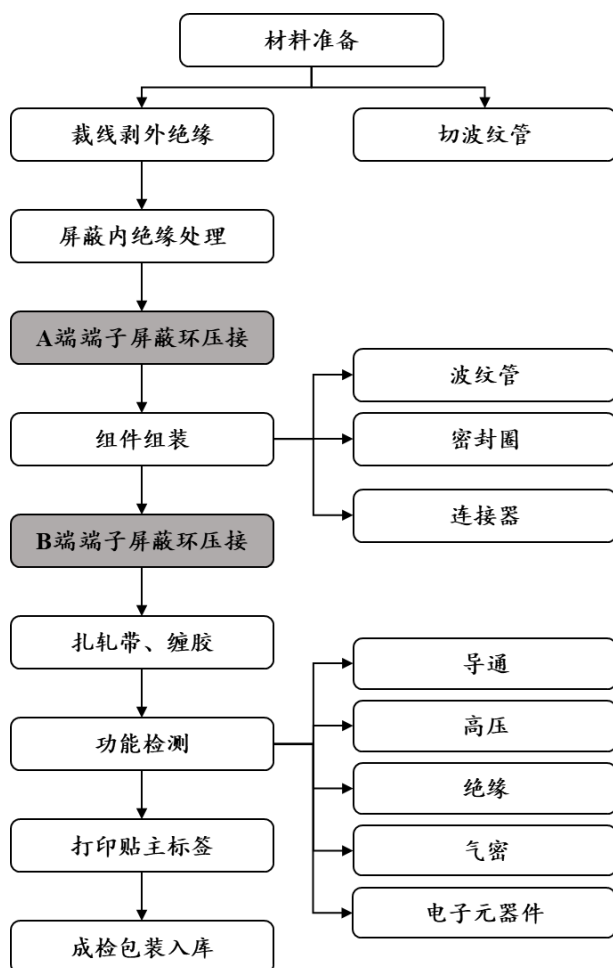 材料准备
裁线剥外绝缘
切波纹管
屏蔽内绝缘处理
A端端子屏蔽环压接
波纹管
组件组装
密封圈
连接器
B端端子屏蔽环压接
扎轧带、缠胶
导通
高压
功能检测
绝缘
打印贴主标签
气密
电子元器件
成检包装入库